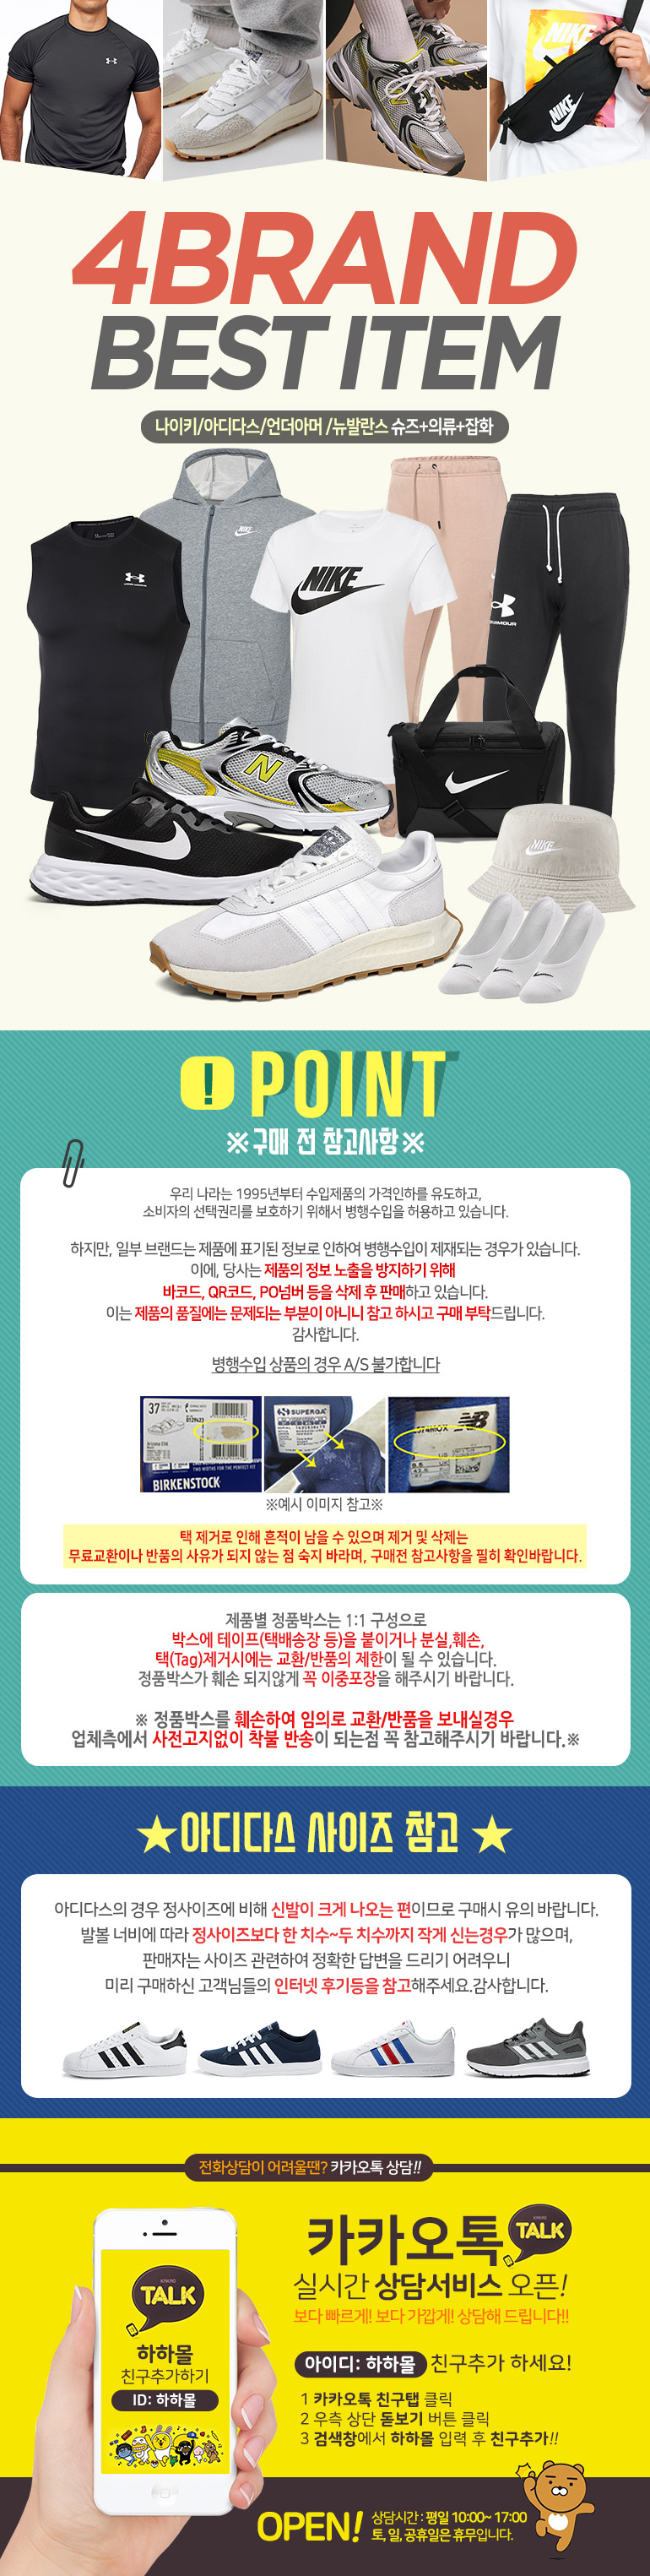 4BRAND
BEST ITEM
나이키/아디다스/언더아머 /뉴발란스 슈즈+의류+잡화
NIKE
NIKE
NIKE
NIKE
! POINT
※구매 전 참고사항※
우리 나라는 1995년부터 수입제품의 가격인하를 유도하고,
소비자의 선택권리를 보호하기 위해서 병행수입을 허용하고 있습니다.
하지만, 일부 브랜드는 제품에 표기된 정보로 인하여 병행수입이 제재되는 경우가 있습니다.
이에, 당사는 제품의 정보 노출을 방지하기 위해
바코드, QR코드, PO넘버 등을 삭제 후 판매하고 있습니다.
이는 제품의 품질에는 문제되는 부분이 아니니 참고 하시고 구매 부탁드립니다.
감사합니다.
병행수입 상품의 경우 A/S 불가합니다
37
BIRKENSTOCK
SUPERGA
※예시 이미지 참고※
택 제거로 인해 흔적이 남을 수 있으며 제거 및 삭제는
무료교환이나 반품의 사유가 되지 않는 점 숙지 바라며, 구매전 참고사항을 필히 확인바랍니다.
제품별 정품박스는 1:1 구성으로
박스에 테이프(택배송장 등)을 붙이거나 분실,훼손,
택(Tag)제거시에는 교환/반품의 제한이 될 수 있습니다.
정품박스가 훼손 되지않게 꼭 이중포장을 해주시기 바랍니다.
※ 정품박스를 훼손하여 임의로 교환/반품을 보내실경우
업체측에서 사전고지없이 착불 반송이 되는점 꼭 참고해주시기 바랍니다.※
★아디다스 사이즈 참고 ★
아디다스의 경우 정사이즈에 비해 신발이 크게 나오는 편이므로 구매시 유의 바랍니다.
발볼 너비에 따라 정사이즈보다 한 치수~두 치수까지 작게 신는경우가 많으며,
판매자는 사이즈 관련하여 정확한 답변을 드리기 어려우니
미리 구매하신 고객님들의 인터넷 후기등을 참고해주세요.감사합니다.
전화상담이 어려울땐? 카카오톡 상담!!
카카오톡 TALK
실시간 상담서비스 오픈!
보다 빠르게! 보다 가깝게! 상담해 드립니다!!
아이디: 하하몰 친구추가 하세요!
1 카카오톡 친구탭 클릭
2 우측 상단 돋보기 버튼 클릭
3 검색창에서 하하몰 입력 후 친구추가!!
TALK
하하몰
친구추가하기
ID: 하하몰
OPEN!
상담시간 : 평일 10:00~ 17:00
토, 일, 공휴일은 휴무입니다.